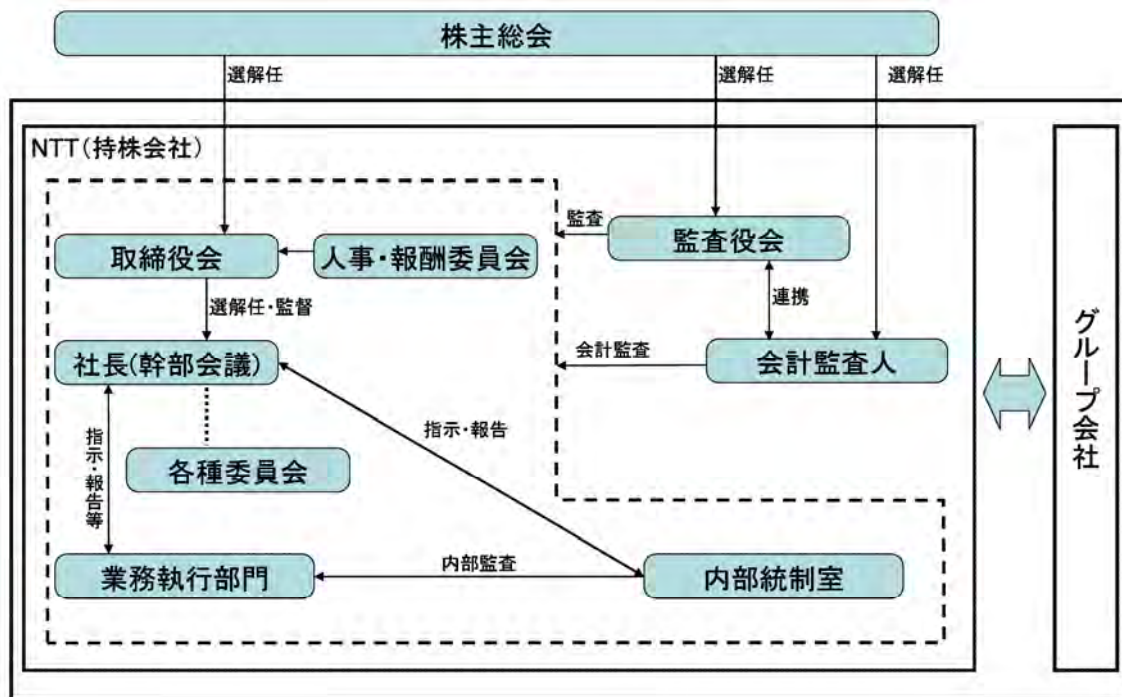 株主総会
選解任
選解任
選解任
NTT(持株会社)
監査
監査役会
取締役会
人事・報酬委員会
選解任・監督
連携
社長(幹部会議)
会計監査
会計監査人
グループ会社
指示・報告
指示・報告等
各種委員会
業務執行部門
内部監査
内部統制室